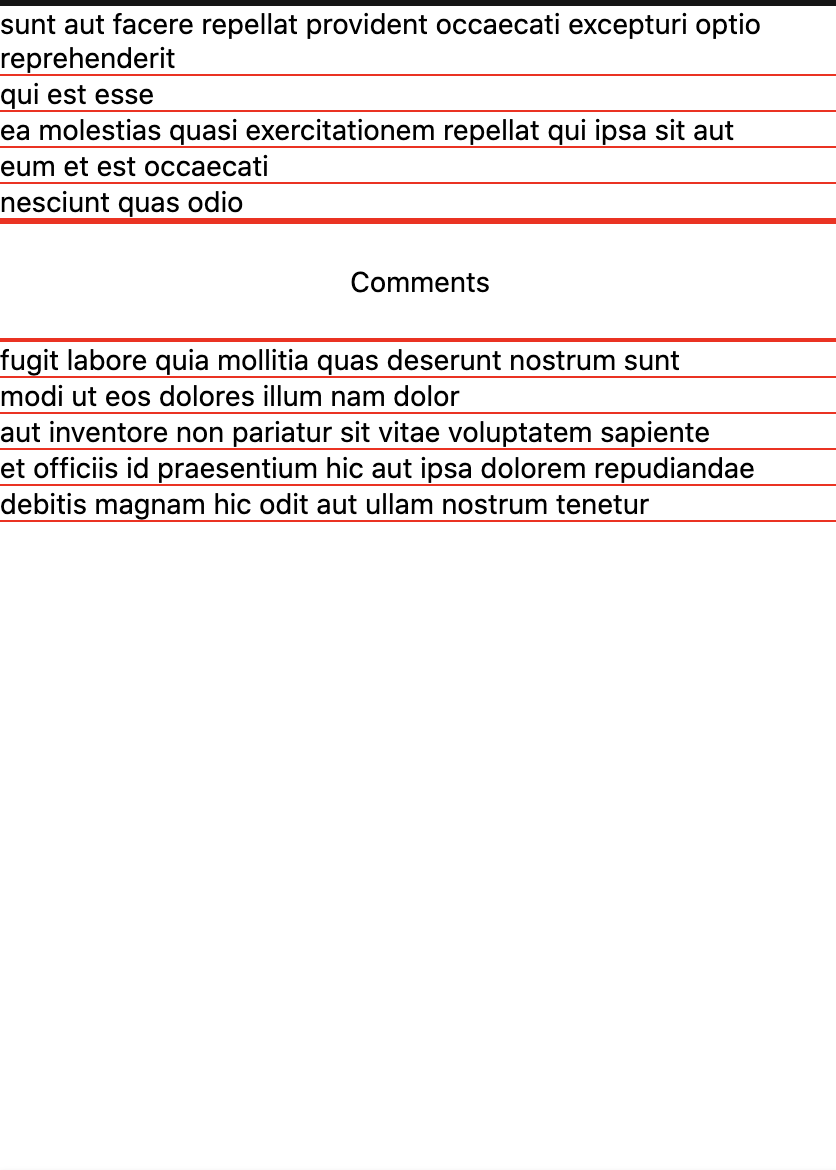 sunt aut facere repellat provident occaecati excepturi optio
reprehenderit
qui est esse
ea molestias quasi exercitationem repellat qui ipsa sit aut
eum et est occaecati
nesciunt quas odio
Comments
fugit labore quia mollitia quas deserunt nostrum sunt
modi ut eos dolores illum nam dolor
aut inventore non pariatur sit vitae voluptatem sapiente
et officiis id praesentium hic aut ipsa dolorem repudiandae
debitis magnam hic odit aut ullam nostrum tenetur